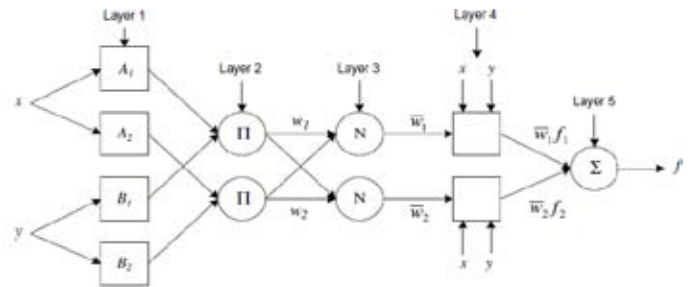 Layer 1
Layer 4
A₁
Layer 2
Layer 3
x y
Layer 5
x
w₁
w̅₁
Π
N
A₂
w̅₁f₁
Σ
f
B₁
Π
N
w₂
w̅₂
w̅₂f₂
y
B₂
x y